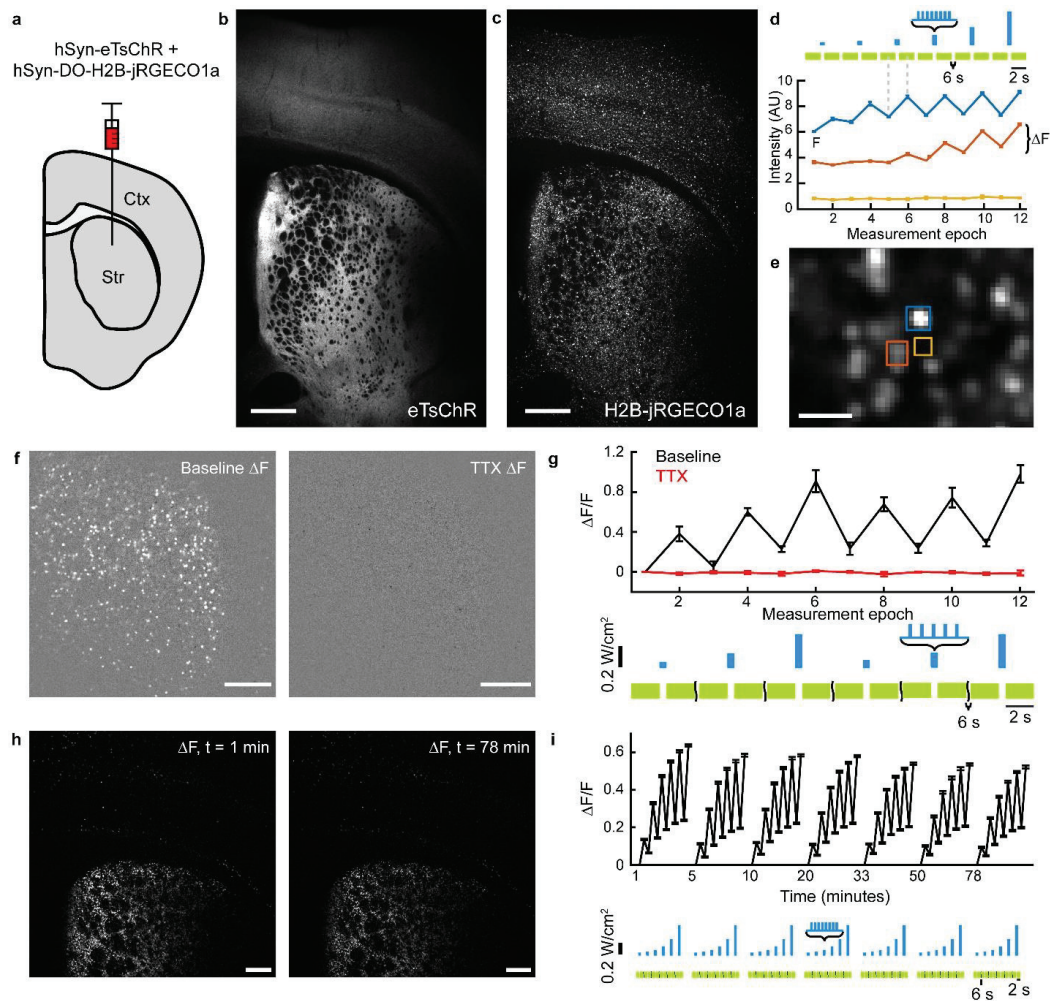 a
hSyn-eTsChR +
hSyn-DO-H2B-jRGECO1a
Ctx
Str
b
eTsChR
c
H2B-jRGECO1a
d
6 s
2 s
10
8
6
4
2
0
Intensity (AU)
F
ΔF
2 4 6 8 10 12
Measurement epoch
e
f
Baseline ΔF
TTX ΔF
g
Baseline
TTX
1.2
0.8
0.4
0
ΔF/F
2 4 6 8 10 12
Measurement epoch
0.2 W/cm²
6 s
2 s
h
ΔF, t = 1 min
ΔF, t = 78 min
i
0.6
0.4
0.2
0
ΔF/F
1 5 10 20 33 50 78
Time (minutes)
0.2 W/cm²
6 s
2 s